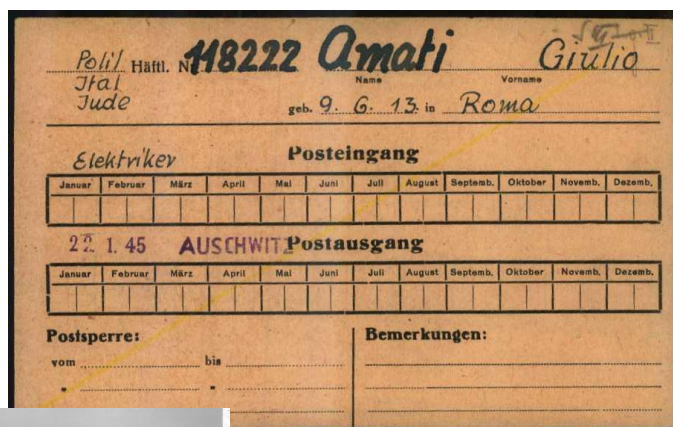 Polit Häftl. Nr 118222 Amati Giulio
Name Vorname
Ital
Jude geb. 9. 6. 13. in Roma
Elektriker Posteingang
Januar Februar März April Mai Juni Juli August Septemb. Oktober Novemb. Dezemb.
22 1. 45 AUSCHWITZ Postausgang
Januar Februar März April Mai Juni Juli August Septemb. Oktober Novemb. Dezemb.
Postsperre: Bemerkungen:
vom bis
" "